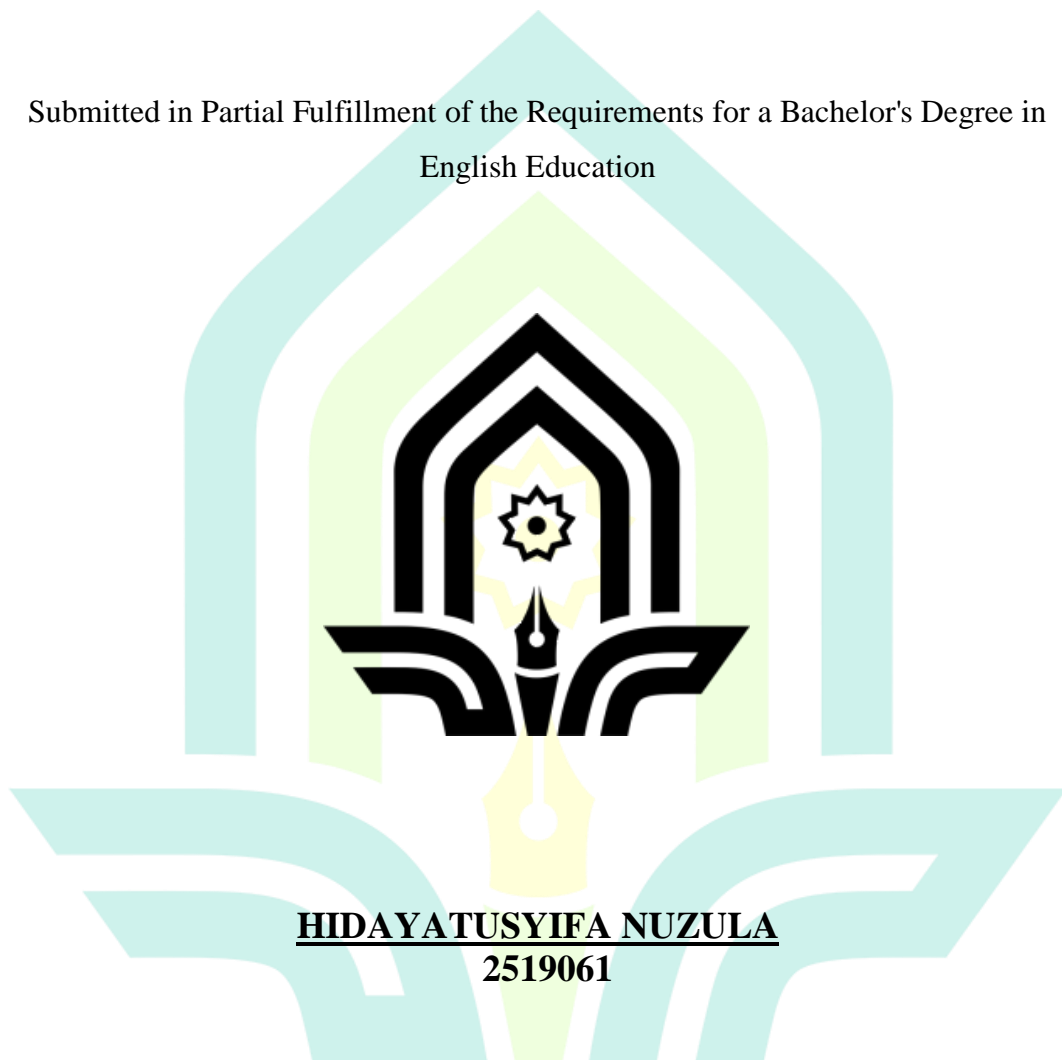 Submitted in Partial Fulfillment of the Requirements for a Bachelor's Degree in
English Education
HIDAYATUSYIFA NUZULA
2519061